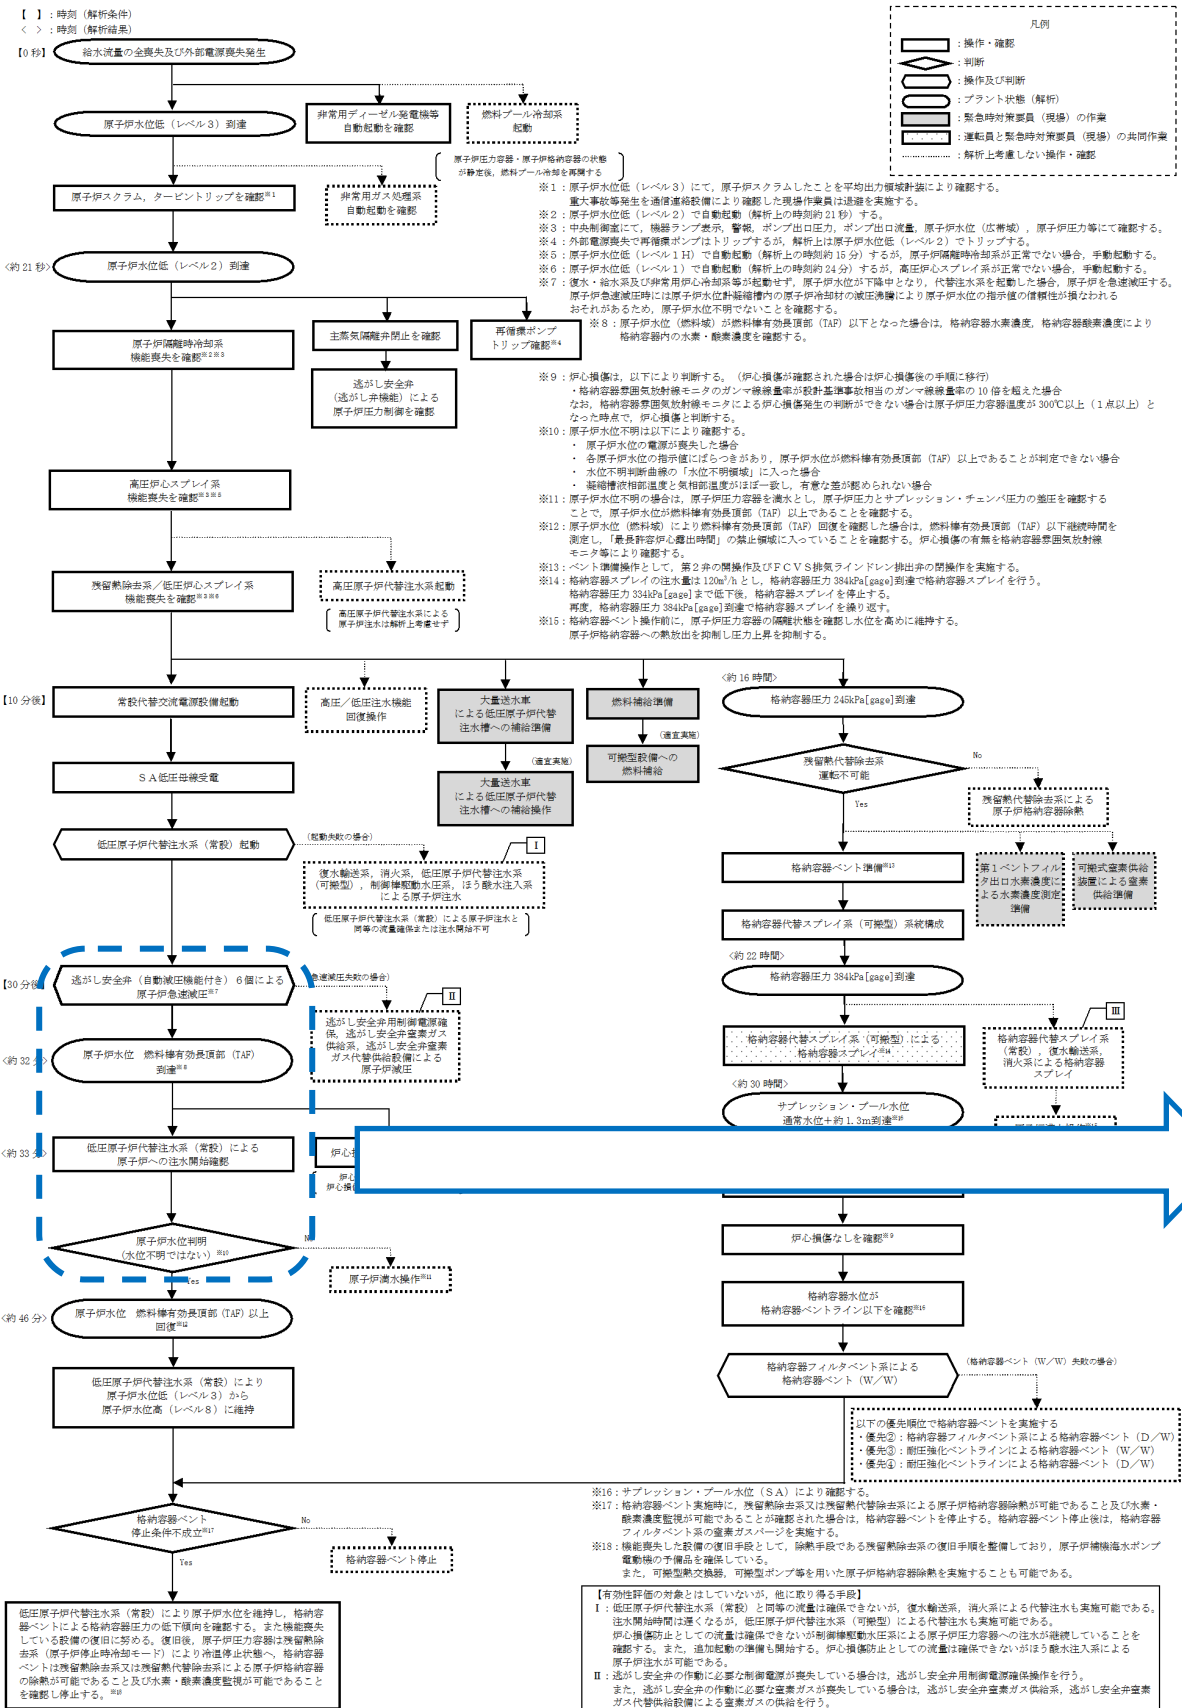 【　】：時刻（解析条件）
＜　＞：時刻（解析結果）
凡例
：操作・確認
：判断
：操作及び判断
：プラント状態（解析）
：緊急時対策要員（現場）の作業
：運転員と緊急時対策要員（現場）の共同作業
：解析上考慮しない操作・確認
【0秒】
給水流量の全喪失及び外部電源喪失発生
原子炉水位低（レベル３）到達
非常用ディーゼル発電機等
自動起動を確認
燃料プール冷却系
起動
原子炉圧力容器・原子炉格納容器の状態
が静定後，燃料プール冷却を再開する
原子炉スクラム，タービントリップを確認※1
非常用ガス処理系
自動起動を確認
＜約21秒＞
原子炉水位低（レベル２）到達
原子炉隔離時冷却系
機能喪失を確認※2※3
主蒸気隔離弁閉止を確認
再循環ポンプ
トリップ確認※4
逃がし安全弁
（逃がし弁機能）による
原子炉圧力制御を確認
高圧炉心スプレイ系
機能喪失を確認※3※5
残留熱除去系／低圧炉心スプレイ系
機能喪失を確認※3※6
高圧原子炉代替注水系起動
高圧原子炉代替注水系による
原子炉注水は解析上考慮せず
※１：原子炉水位低（レベル３）にて，原子炉スクラムしたことを平均出力領域計装により確認する。
重大事故等発生を通信連絡設備により確認した現場作業員は退避を実施する。
※２：原子炉水位低（レベル２）で自動起動（解析上の時刻約21秒）する。
※３：中央制御室にて，機器ランプ表示，警報，ポンプ出口圧力，ポンプ出口流量，原子炉水位（広帯域），原子炉圧力等にて確認する。
※４：外部電源喪失で再循環ポンプはトリップするが，解析上は原子炉水位低（レベル２）でトリップする。
※５：原子炉水位低（レベル１Ｈ）で自動起動（解析上の時刻約15分）するが，原子炉隔離時冷却系が正常でない場合，手動起動する。
※６：原子炉水位低（レベル１）で自動起動（解析上の時刻約24分）するが，高圧炉心スプレイ系が正常でない場合，手動起動する。
※７：復水・給水系及び非常用炉心冷却系等が起動せず，原子炉水位が下降中となり，代替注水系を起動した場合，原子炉を急速減圧する。
原子炉急速減圧時には原子炉水位計凝縮槽内の原子炉冷却材の減圧沸騰により原子炉水位の指示値の信頼性が損なわれる
おそれがあるため，原子炉水位不明でないことを確認する。
※８：原子炉水位（燃料域）が燃料棒有効長頂部（TAF）以下となった場合は，格納容器水素濃度，格納容器酸素濃度により
格納容器内の水素・酸素濃度を確認する。
※９：炉心損傷は，以下により判断する。（炉心損傷が確認された場合は炉心損傷後の手順に移行）
・格納容器雰囲気放射線モニタのガンマ線線量率が設計基準事故相当のガンマ線線量率の10倍を超えた場合
なお，格納容器雰囲気放射線モニタによる炉心損傷発生の判断ができない場合は原子炉圧力容器温度が300℃以上（１点以上）と
なった時点で，炉心損傷と判断する。
※10：原子炉水位不明は以下により確認する。
・ 原子炉水位の電源が喪失した場合
・ 各原子炉水位の指示値にばらつきがあり，原子炉水位が燃料棒有効長頂部（TAF）以上であることが判定できない場合
・ 水位不明判断曲線の「水位不明領域」に入った場合
・ 凝縮槽液相部温度と気相部温度がほぼ一致し，有意な差が認められない場合
※11：原子炉水位不明の場合は，原子炉圧力容器を満水とし，原子炉圧力とサプレッション・チェンバ圧力の差圧を確認する
ことで，原子炉水位が燃料棒有効長頂部（TAF）以上であることを確認する。
※12：原子炉水位（燃料域）により燃料棒有効長頂部（TAF）回復を確認した場合は，燃料棒有効長頂部（TAF）以下継続時間を
測定し，「最長許容炉心露出時間」の禁止領域に入っていることを確認する。炉心損傷の有無を格納容器雰囲気放射線
モニタ等により確認する。
※13：ベント準備操作として，第２弁の開操作及びＦＣＶＳ排気ラインドレン排出弁の閉操作を実施する。
※14：格納容器スプレイの注水量は120m³/hとし，格納容器圧力384kPa[gage]到達で格納容器スプレイを行う。
格納容器圧力334kPa[gage]まで低下後，格納容器スプレイを停止する。
再度，格納容器圧力384kPa[gage]到達で格納容器スプレイを繰り返す。
※15：格納容器ベント操作前に，原子炉圧力容器の隔離状態を確認し水位を高めに維持する。
原子炉格納容器への熱放出を抑制し圧力上昇を抑制する。
【10分後】
常設代替交流電源設備起動
高圧／低圧注水機能
回復操作
大量送水車
による低圧原子炉代替
注水槽への補給準備
燃料補給準備
（適宜実施）
（適宜実施）
可搬型設備への
燃料補給
大量送水車
による低圧原子炉代替
注水槽への補給操作
ＳＡ低圧母線受電
低圧原子炉代替注水系（常設）起動
（起動失敗の場合）
Ⅰ
復水輸送系，消火系，低圧原子炉代替注水系
（可搬型），制御棒駆動水圧系，ほう酸水注入系
による原子炉注水
低圧原子炉代替注水系（常設）による原子炉注水と
同等の流量確保または注水開始不可
＜約16時間＞
格納容器圧力245kPa[gage]到達
残留熱代替除去系
運転不可能
No
Yes
残留熱代替除去系による
原子炉格納容器除熱
格納容器ベント準備※13
第１ベントフィル
タ出口水素濃度に
よる水素濃度測定
準備
可搬式窒素供給
装置による窒素
供給準備
格納容器代替スプレイ系（可搬型）系統構成
＜約22時間＞
格納容器圧力384kPa[gage]到達
Ⅲ
格納容器代替スプレイ系（可搬型）による
格納容器スプレイ※14
格納容器代替スプレイ系
（常設），復水輸送系，
消火系による格納容器
スプレイ
＜約30時間＞
サプレッション・プール水位
通常水位＋約1.3m到達※16
【30分後】
逃がし安全弁（自動減圧機能付き）６個による
原子炉急速減圧※7
急速減圧失敗の場合）
Ⅱ
逃がし安全弁用制御電源確
保，逃がし安全弁窒素ガス
供給系，逃がし安全弁窒素
ガス代替供給設備による
原子炉減圧
＜約32分＞
原子炉水位　燃料棒有効長頂部（TAF）
到達※8
＜約33分＞
低圧原子炉代替注水系（常設）による
原子炉への注水開始確認
炉心
炉心
炉心損
原子炉水位判明
（水位不明ではない）※10
No
Yes
原子炉満水操作※11
＜約46分＞
原子炉水位　燃料棒有効長頂部（TAF）以上
回復※12
低圧原子炉代替注水系（常設）により
原子炉水位低（レベル３）から
原子炉水位高（レベル８）に維持
炉心損傷なしを確認※9
格納容器水位が
格納容器ベントライン以下を確認※16
格納容器フィルタベント系による
格納容器ベント（Ｗ／Ｗ）
（格納容器ベント（Ｗ／Ｗ）失敗の場合）
以下の優先順位で格納容器ベントを実施する
・優先②：格納容器フィルタベント系による格納容器ベント（Ｄ／Ｗ）
・優先③：耐圧強化ベントラインによる格納容器ベント（Ｗ／Ｗ）
・優先④：耐圧強化ベントラインによる格納容器ベント（Ｄ／Ｗ）
格納容器ベント
停止条件不成立※17
No
Yes
格納容器ベント停止
低圧原子炉代替注水系（常設）により原子炉水位を維持し，格納容
器ベントによる格納容器圧力の低下傾向を確認する。また機能喪失
している設備の復旧に努める。復旧後，原子炉圧力容器は残留熱除
去系（原子炉停止時冷却モード）により冷温停止状態へ，格納容器
ベントは残留熱除去系又は残留熱代替除去系による原子炉格納容器
の除熱が可能であること及び水素・酸素濃度監視が可能であること
を確認し停止する。※18
※16：サプレッション・プール水位（ＳＡ）により確認する。
※17：格納容器ベント実施時に，残留熱除去系又は残留熱代替除去系による原子炉格納容器除熱が可能であること及び水素・
酸素濃度監視が可能であることが確認された場合は，格納容器ベントを停止する。格納容器ベント停止後は，格納容器
フィルタベント系の窒素ガスパージを実施する。
※18：機能喪失した設備の復旧手段として，除熱手段である残留熱除去系の復旧手順を整備しており，原子炉補機海水ポンプ
電動機の予備品を確保している。
また，可搬型熱交換器，可搬型ポンプ等を用いた原子炉格納容器除熱を実施することも可能である。
【有効性評価の対象とはしていないが，他に取り得る手段】
Ⅰ：低圧原子炉代替注水系（常設）と同等の流量は確保できないが，復水輸送系，消火系による代替注水も実施可能である。
注水開始時間は遅くなるが，低圧原子炉代替注水系（可搬型）による代替注水も実施可能である。
炉心損傷防止としての流量は確保できないが制御棒駆動水圧系による原子炉圧力容器への注水が継続していることを
確認する。また，追加起動の準備も開始する。炉心損傷防止としての流量は確保できないがほう酸水注入系による
原子炉注水が可能である。
Ⅱ：逃がし安全弁の作動に必要な制御電源が喪失している場合は，逃がし安全弁用制御電源確保操作を行う。
また，逃がし安全弁の作動に必要な窒素ガスが喪失している場合は，逃がし安全弁窒素ガス供給系，逃がし安全弁窒素
ガス代替供給設備による窒素ガスの供給を行う。